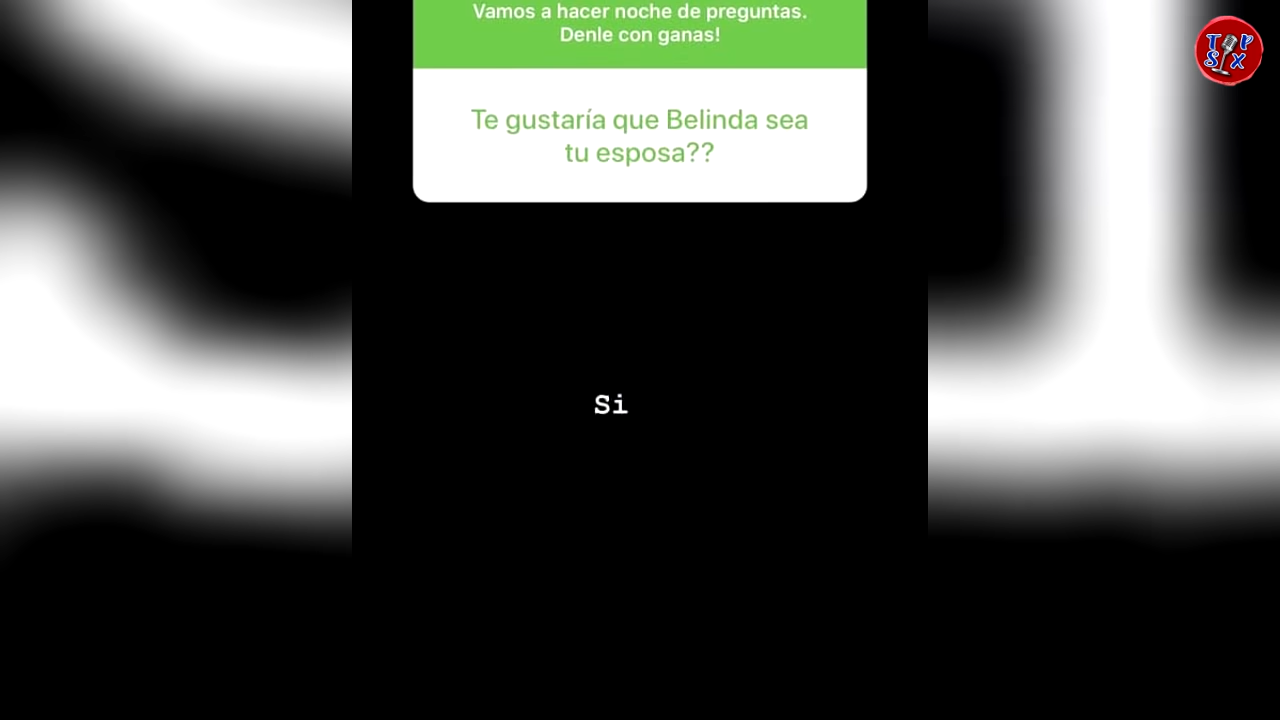 Vamos a hacer noche de preguntas.
Denle con ganas!
Te gustaría que Belinda sea
tu esposa??
Si
T P
S X